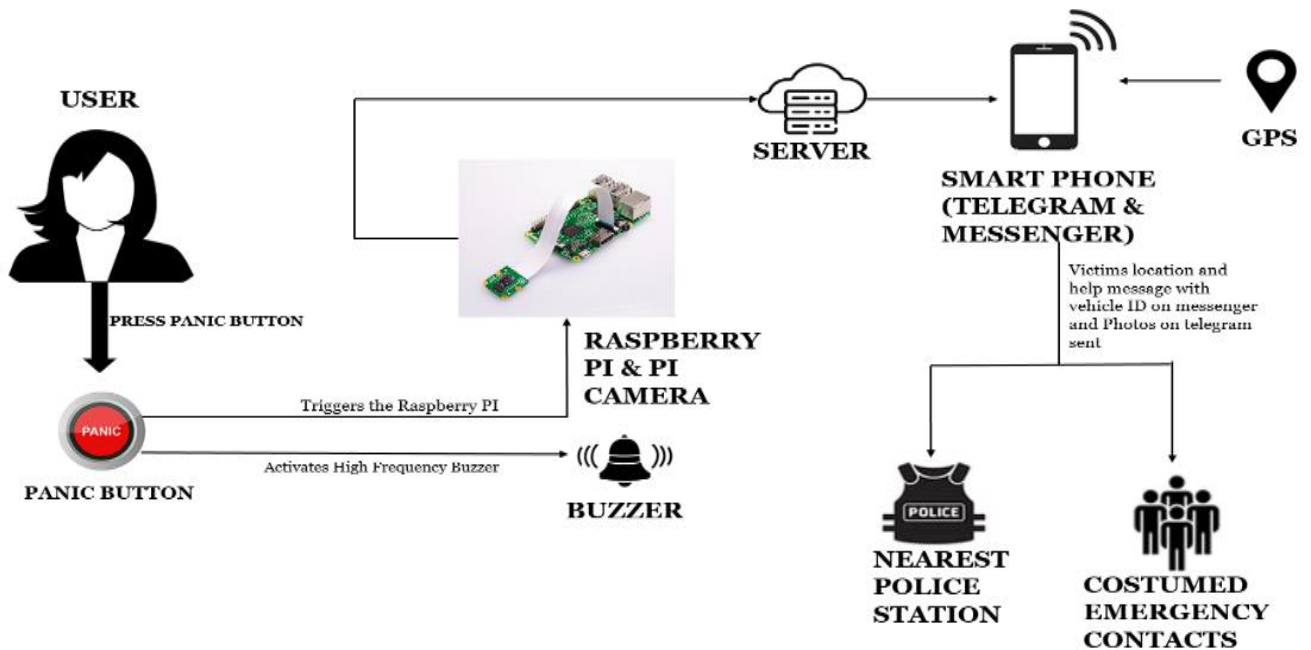 USER
PRESS PANIC BUTTON
PANIC
PANIC BUTTON
Triggers the Raspberry PI
Activates High Frequency Buzzer
RASPBERRY
PI & PI
CAMERA
BUZZER
SERVER
SMART PHONE
(TELEGRAM &
MESSENGER)
GPS
Victims location and
help message with
vehicle ID on messenger
and Photos on telegram
sent
POLICE
NEAREST
POLICE
STATION
COSTUMED
EMERGENCY
CONTACTS